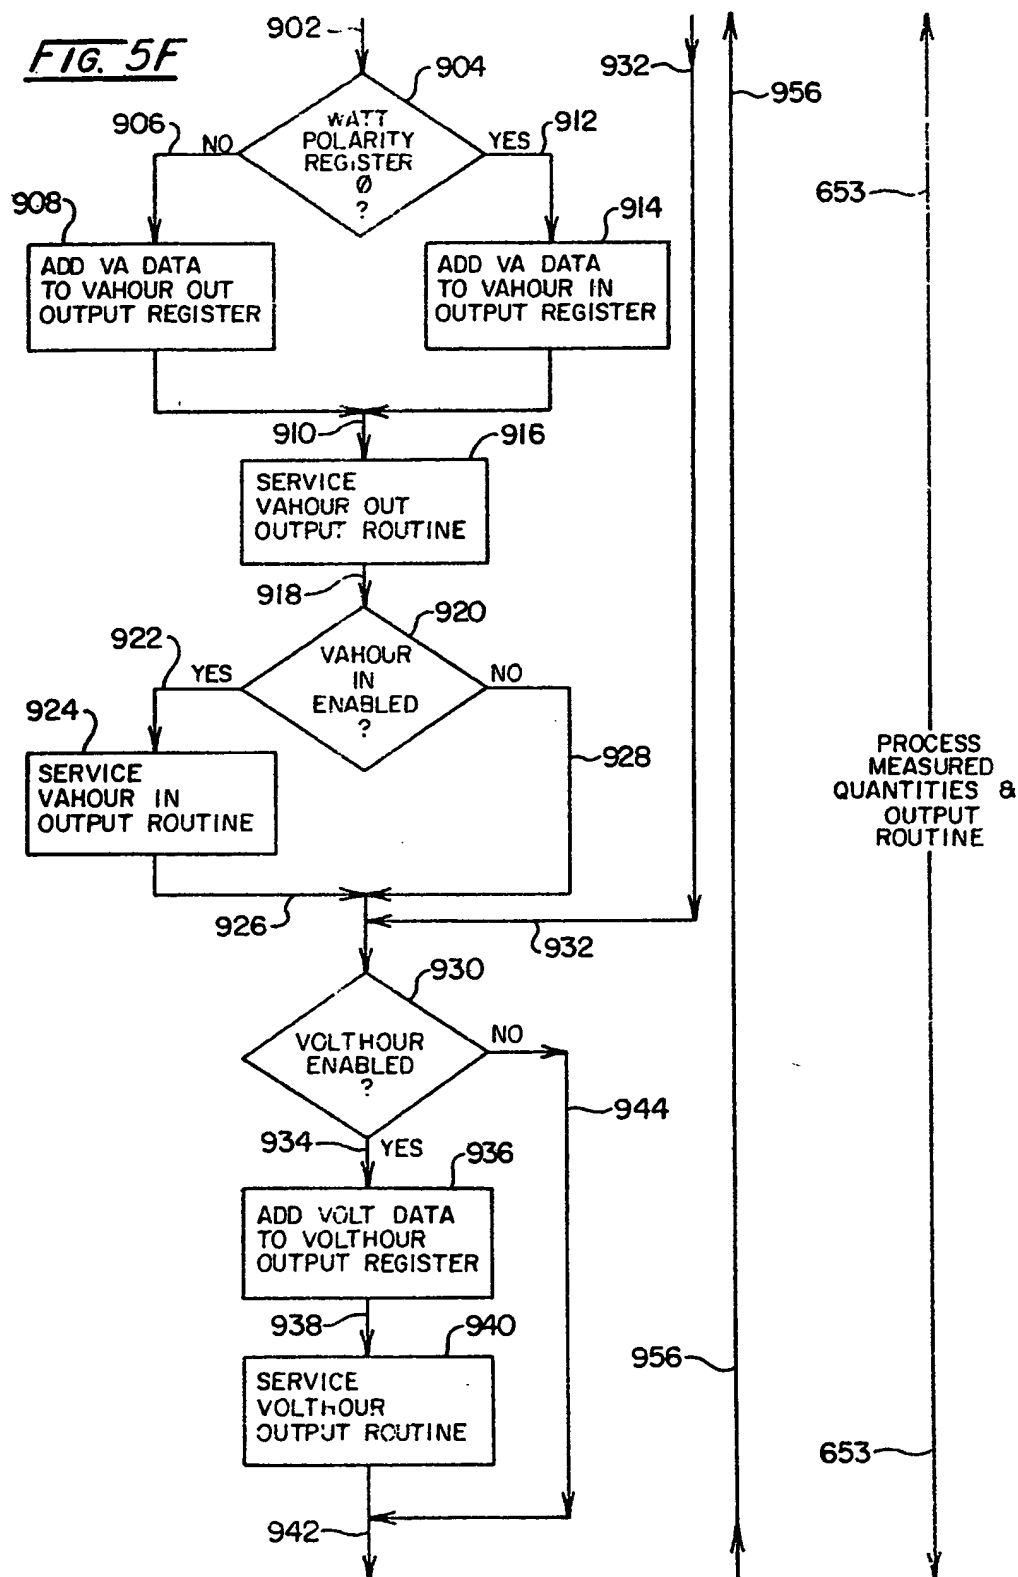 FIG. 5F
902
904
932
956
906
NO
WATT
POLARITY
REGISTER
Ø
?
YES
912
653
908
914
ADD VA DATA
TO VAHOUR OUT
OUTPUT REGISTER
ADD VA DATA
TO VAHOUR IN
OUTPUT REGISTER
910
916
SERVICE
VAHOUR OUT
OUTPUT ROUTINE
918
920
922
YES
VAHOUR
IN
ENABLED
?
NO
924
928
SERVICE
VAHOUR IN
OUTPUT ROUTINE
PROCESS
MEASURED
QUANTITIES &
OUTPUT
ROUTINE
926
932
930
VOLTHOUR
ENABLED
?
NO
944
934
YES
936
ADD VOLT DATA
TO VOLTHOUR
OUTPUT REGISTER
938
940
956
SERVICE
VOLTHOUR
OUTPUT ROUTINE
653
942